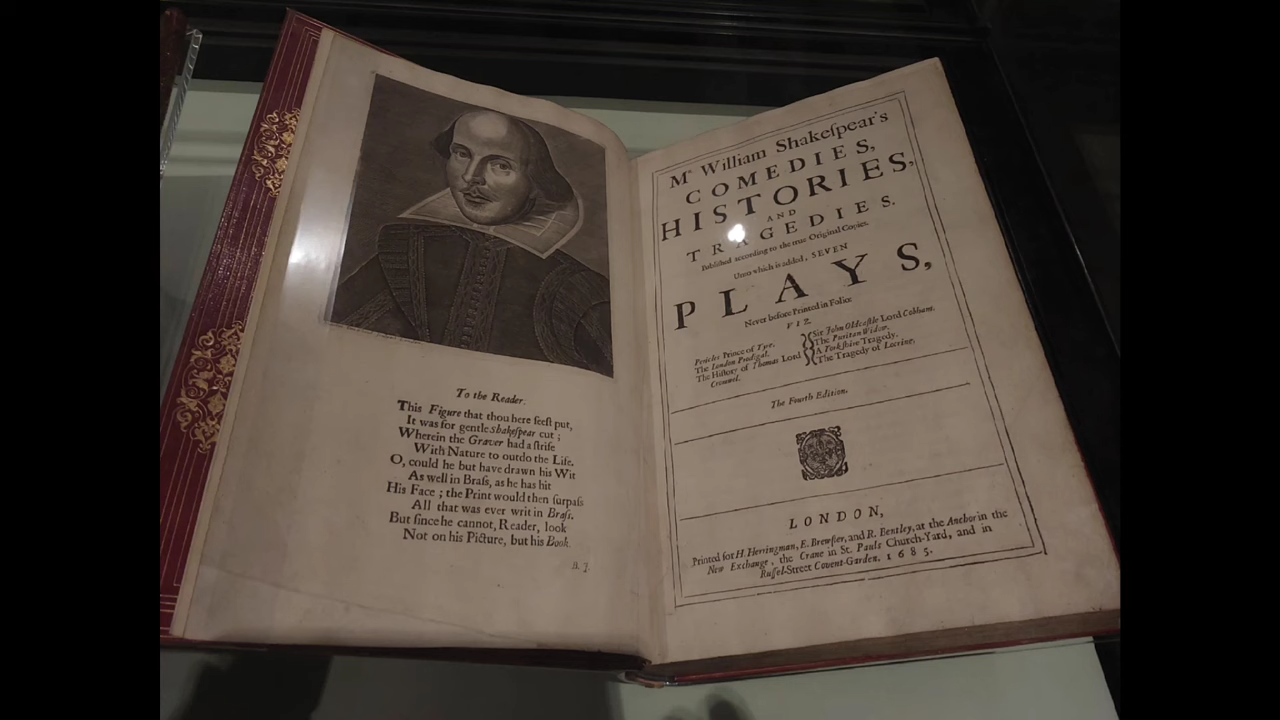 To the Reader.
This Figure that thou here seeſt put,
It was for gentle Shakeſpear cut;
Wherein the Graver had a ſtrife
With Nature to outdo the Life.
O, could he but have drawn his Wit
As well in Braſs, as he has hit
His Face; the Print would then ſurpaſs
All that was ever writ in Braſs.
But ſince he cannot, Reader, look
Not on his Picture, but his Book.
B. J.
Mr William Shakeſpear's
COMEDIES,
HISTORIES,
AND
TRAGEDIES.
Publiſhed according to the true Original Copies.
Unto which is added, SEVEN
PLAYS,
Never before Printed in Folio:
VIZ.
Pericles Prince of Tyre.
The London Prodigal.
The Hiſtory of Thomas Lord
Cromwel.
Sir John Oldcaſtle Lord Cobham.
The Puritan Widow.
A Yorkſhire Tragedy.
The Tragedy of Locrine.
The Fourth Edition.
LONDON,
Printed for H. Herringman, E. Brewſter, and R. Bentley, at the Anchor in the
New Exchange, the Crane in St. Pauls Church-Yard, and in
Ruſſel-Street Covent-Garden. 1685.